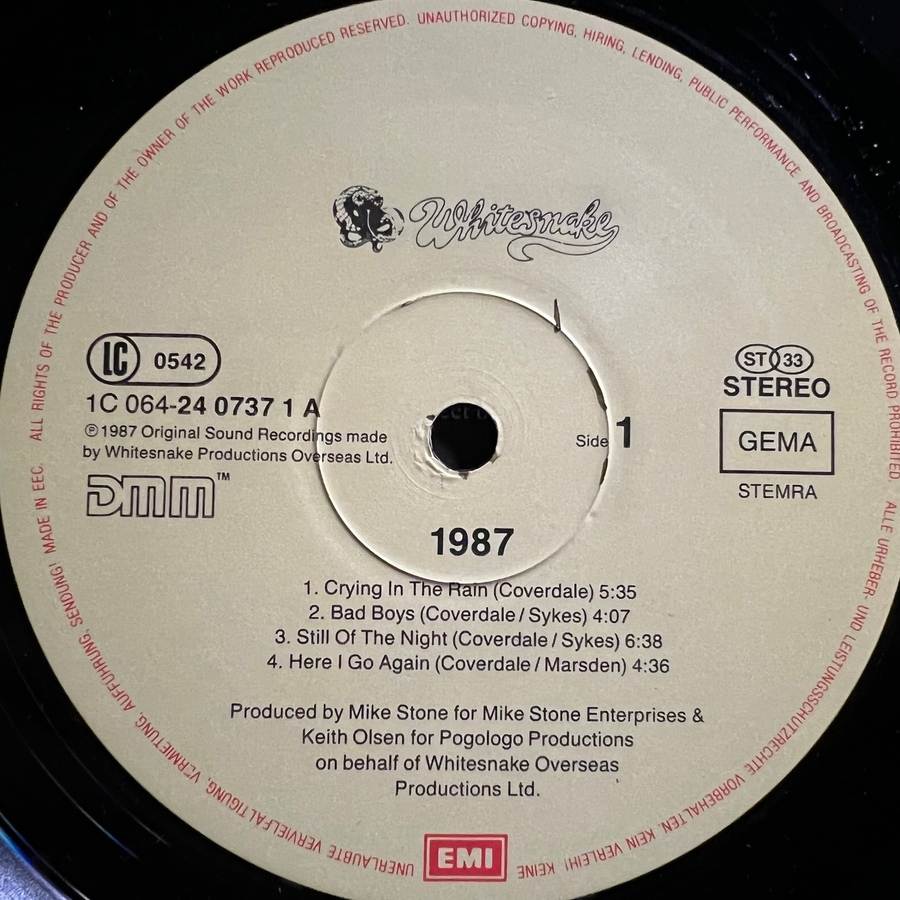 ALL RIGHTS OF THE PRODUCER AND OF THE OWNER OF THE WORK REPRODUCED RESERVED. UNAUTHORIZED COPYING, HIRING, LENDING, PUBLIC PERFORMANCE AND BROADCASTING OF THE RECORD PROHIBITED. ALLE URHEBER- UND LEISTUNGSSCHUTZRECHTE VORBEHALTEN. KEIN VERLEIH! KEINE UNERLAUBTE VERVIELFÄLTIGUNG, VERMIETUNG, AUFFÜHRUNG, SENDUNG! MADE IN EEC.
Whitesnake
LC 0542
1C 064-24 0737 1 A
℗ 1987 Original Sound Recordings made
by Whitesnake Productions Overseas Ltd.
DMM™
ST 33
STEREO
GEMA
STEMRA
Side 1
1987
1. Crying In The Rain (Coverdale) 5:35
2. Bad Boys (Coverdale / Sykes) 4:07
3. Still Of The Night (Coverdale / Sykes) 6:38
4. Here I Go Again (Coverdale / Marsden) 4:36
Produced by Mike Stone for Mike Stone Enterprises &
Keith Olsen for Pogologo Productions
on behalf of Whitesnake Overseas
Productions Ltd.
EMI